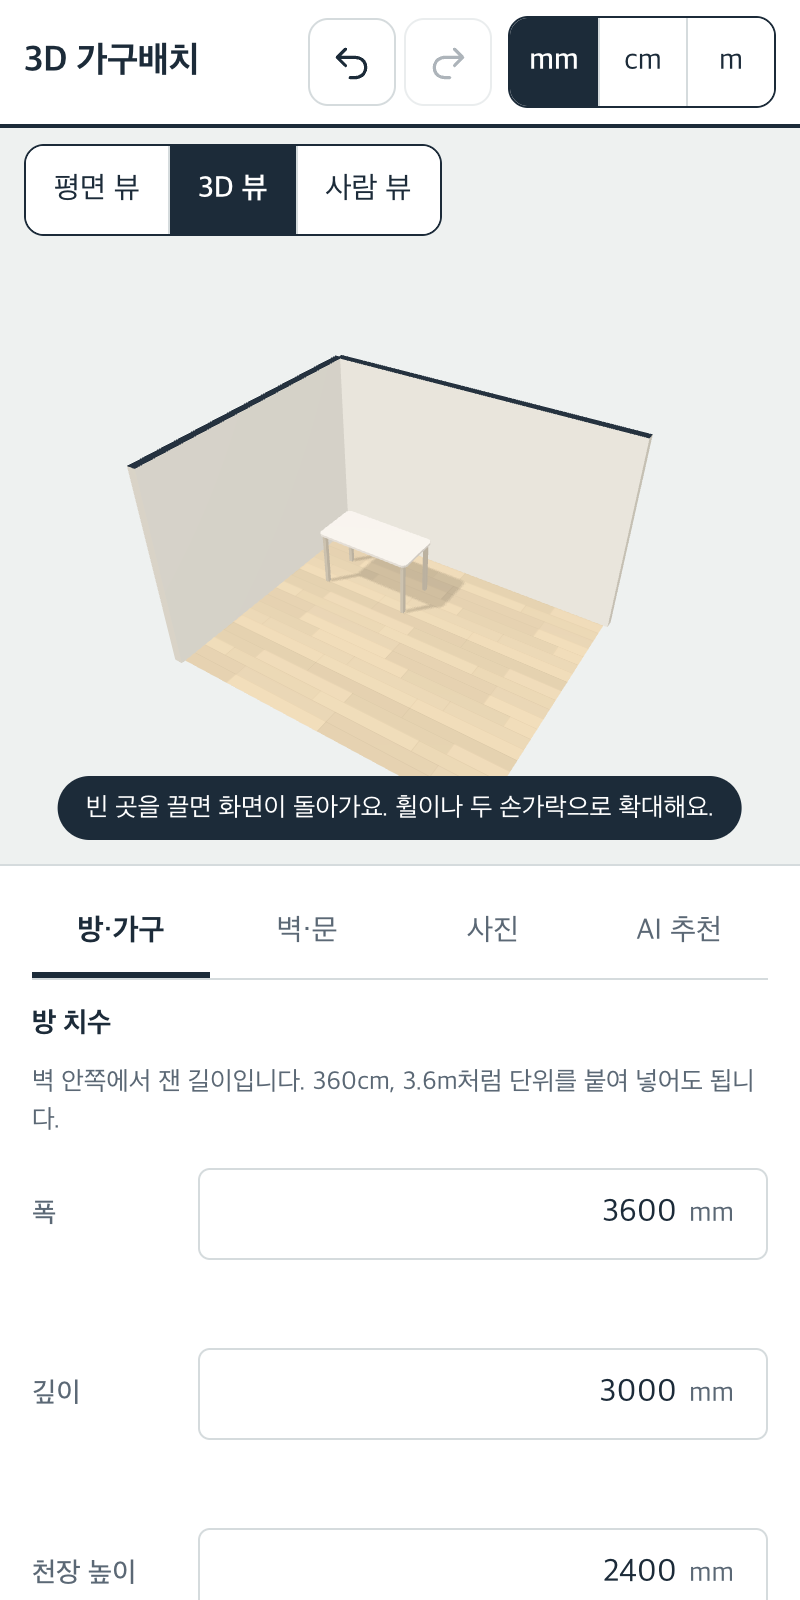 3D 가구배치
mm cm m
평면 뷰 3D 뷰 사람 뷰
빈 곳을 끌면 화면이 돌아가요. 휠이나 두 손가락으로 확대해요.
방·가구 벽·문 사진 AI 추천
방 치수
벽 안쪽에서 잰 길이입니다. 360cm, 3.6m처럼 단위를 붙여 넣어도 됩니
다.
폭 3600 mm
깊이 3000 mm
천장 높이 2400 mm